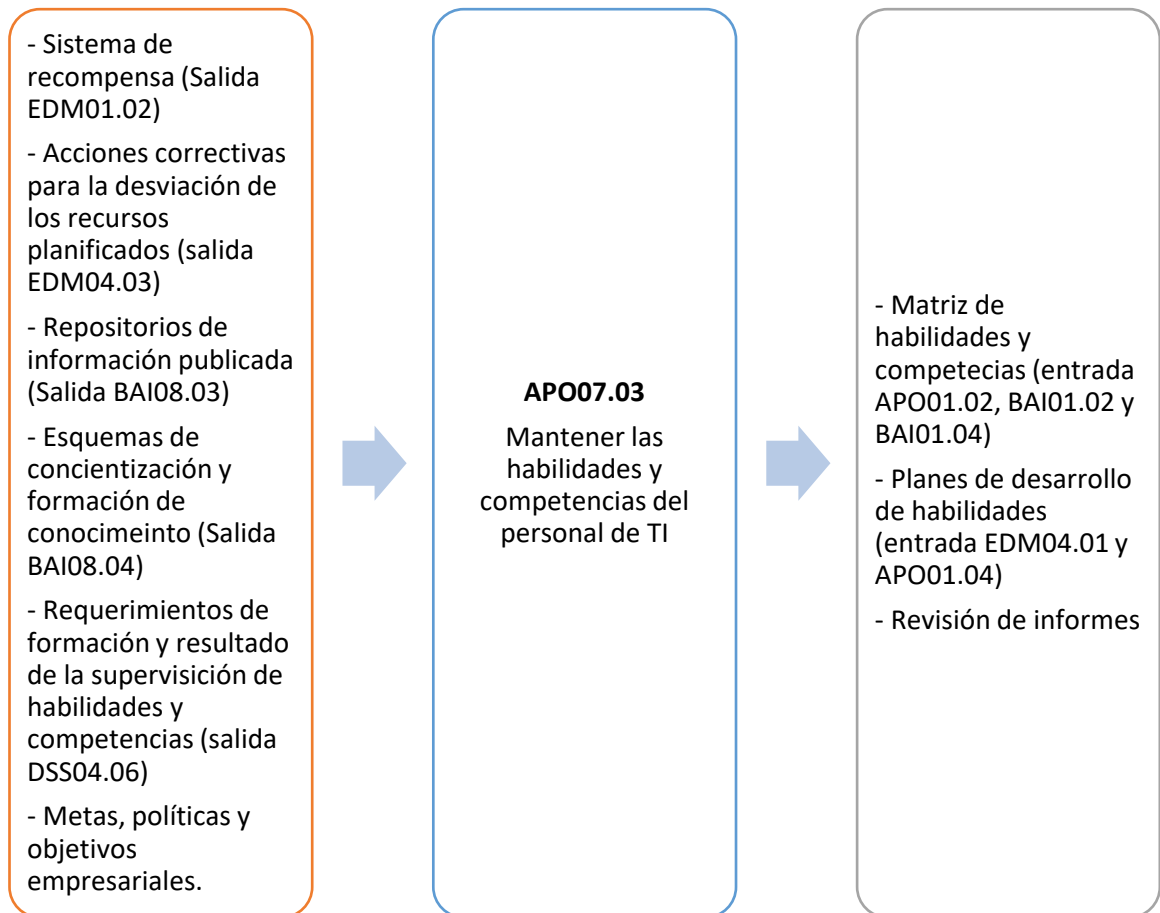 - Sistema de
recompensa (Salida
EDM01.02)
- Acciones correctivas
para la desviación de
los recursos
planificados (salida
EDM04.03)
- Repositorios de
información publicada
(Salida BAI08.03)
- Esquemas de
concientización y
formación de
conocimeinto (Salida
BAI08.04)
- Requerimientos de
formación y resultado
de la supervisición de
habilidades y
competencias (salida
DSS04.06)
- Metas, políticas y
objetivos
empresariales.
APO07.03
Mantener las
habilidades y
competencias del
personal de TI
- Matriz de
habilidades y
competecias (entrada
APO01.02, BAI01.02 y
BAI01.04)
- Planes de desarrollo
de habilidades
(entrada EDM04.01 y
APO01.04)
- Revisión de informes